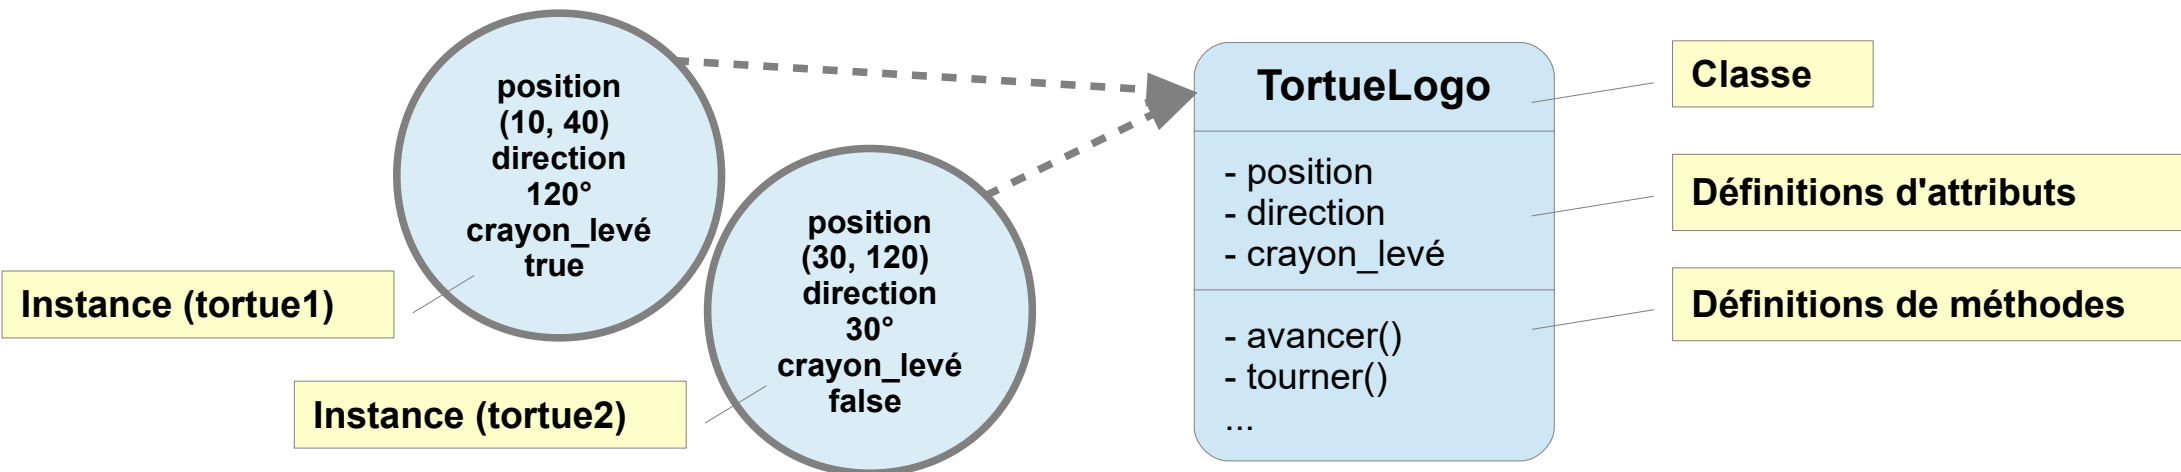 position
(10, 40)
direction
120°
crayon_levé
true
Instance (tortue1)
position
(30, 120)
direction
30°
crayon_levé
false
Instance (tortue2)
TortueLogo
- position
- direction
- crayon_levé
- avancer()
- tourner()
...
Classe
Définitions d'attributs
Définitions de méthodes